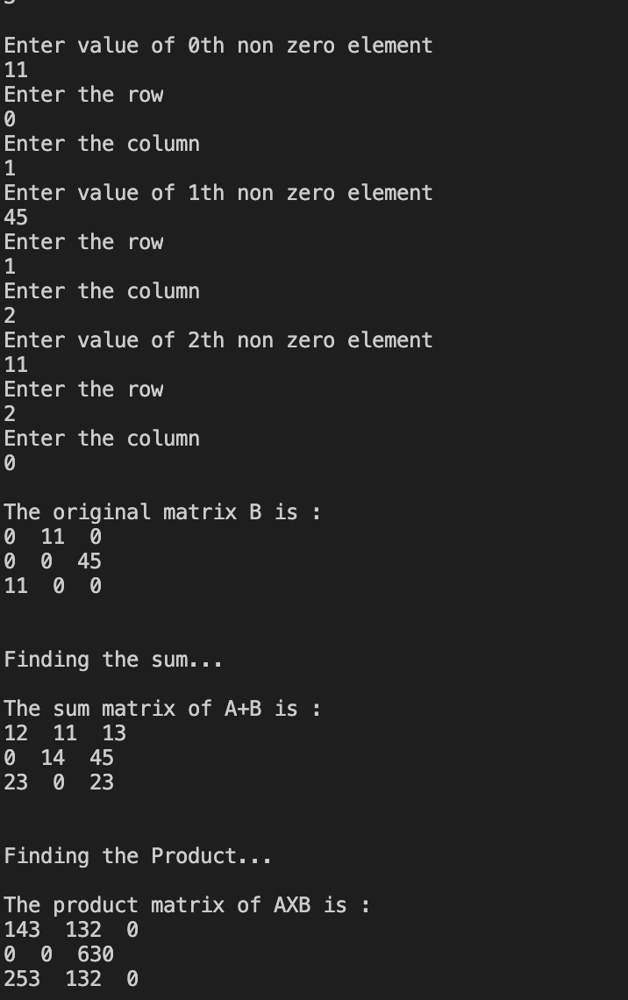 Enter value of 0th non zero element
11
Enter the row
0
Enter the column
1
Enter value of 1th non zero element
45
Enter the row
1
Enter the column
2
Enter value of 2th non zero element
11
Enter the row
2
Enter the column
0
The original matrix B is :
0  11  0
0  0  45
11  0  0
Finding the sum...
The sum matrix of A+B is :
12  11  13
0  14  45
23  0  23
Finding the Product...
The product matrix of AXB is :
143  132  0
0  0  630
253  132  0